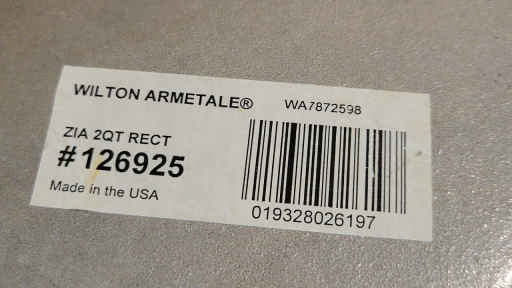 WILTON ARMETALE® WA7872598
ZIA 2QT RECT
#126925
Made in the USA
019328026197